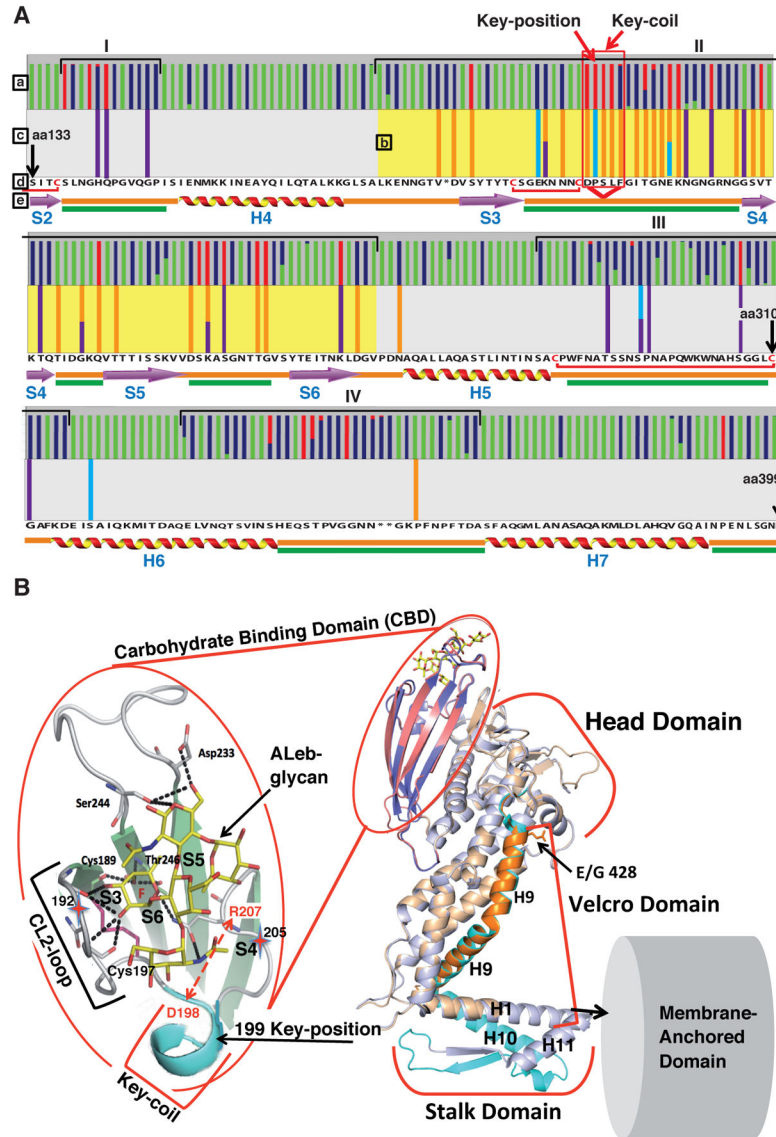 A
Key-position Key-coil
I II
a
c aa133 b
d SITCSLNGHQPGVQGPISIENMKKINEAYQILQTALKKGLSALKENNGTV*DVSYTYTCSGEKNNNCDPSLFGITGNEKNGNGRNGGSVT
e
S2 H4 S3 S4
III
aa310
KTQTIDGKQVTTTISSKVVDSKASGNTTGVSYTEITNKLDGVPDNAQALLAQASTLINTINSACPWFNATSSNSPNAPQWKWNAHSGGLC
S4 S5 S6 H5
IV
aa399
GAFKDEISAIQKMITDAQELVNQTSVINSHEQSTPVGGNN**GKPFNPFTDASFAQGMLANASAQAKMLDLAHQVGQAINPENLSGN
H6 H7
B
Carbohydrate Binding Domain (CBD)
Head Domain
Asp233
ALeb-
glycan
Ser244
Cys189 Thr246 S5
E/G 428
S3 F
H9
192 S6
Velcro Domain
R207
CL2-loop
S4 205
Cys197
H9
D198
H1
199 Key-position
H10
H11
Membrane-
Anchored
Domain
Key-coil
Stalk Domain